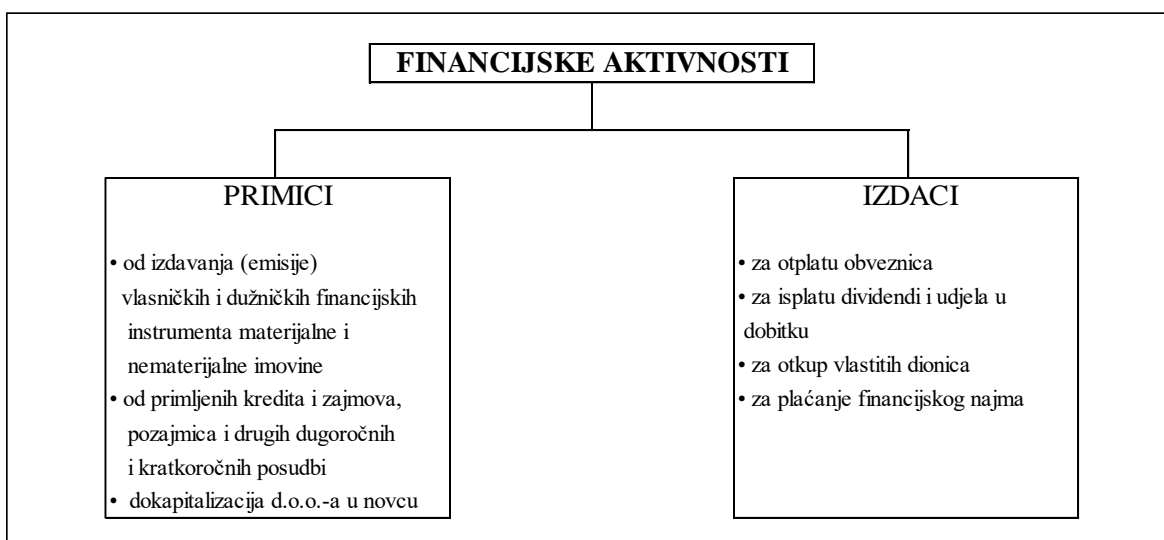 FINANCIJSKE AKTIVNOSTI
PRIMICI
• od izdavanja (emisije)
vlasničkih i dužničkih financijskih
instrumenta materijalne i
nematerijalne imovine
• od primljenih kredita i zajmova,
pozajmica i drugih dugoročnih
i kratkoročnih posudbi
• dokapitalizacija d.o.o.-a u novcu
IZDACI
• za otplatu obveznica
• za isplatu dividendi i udjela u
dobitku
• za otkup vlastitih dionica
• za plaćanje financijskog najma